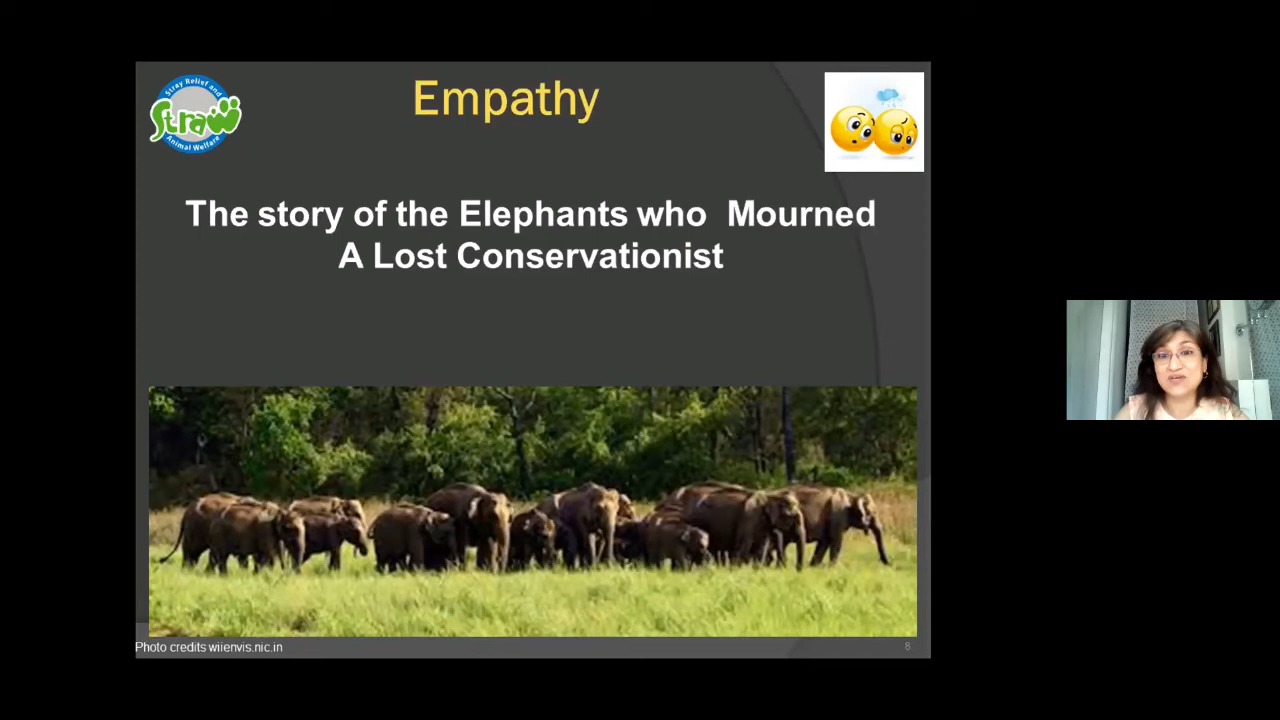 Stray Relief and
Straw
Animal Welfare
Empathy
The story of the Elephants who Mourned
A Lost Conservationist
Photo credits wiienvis.nic.in
8